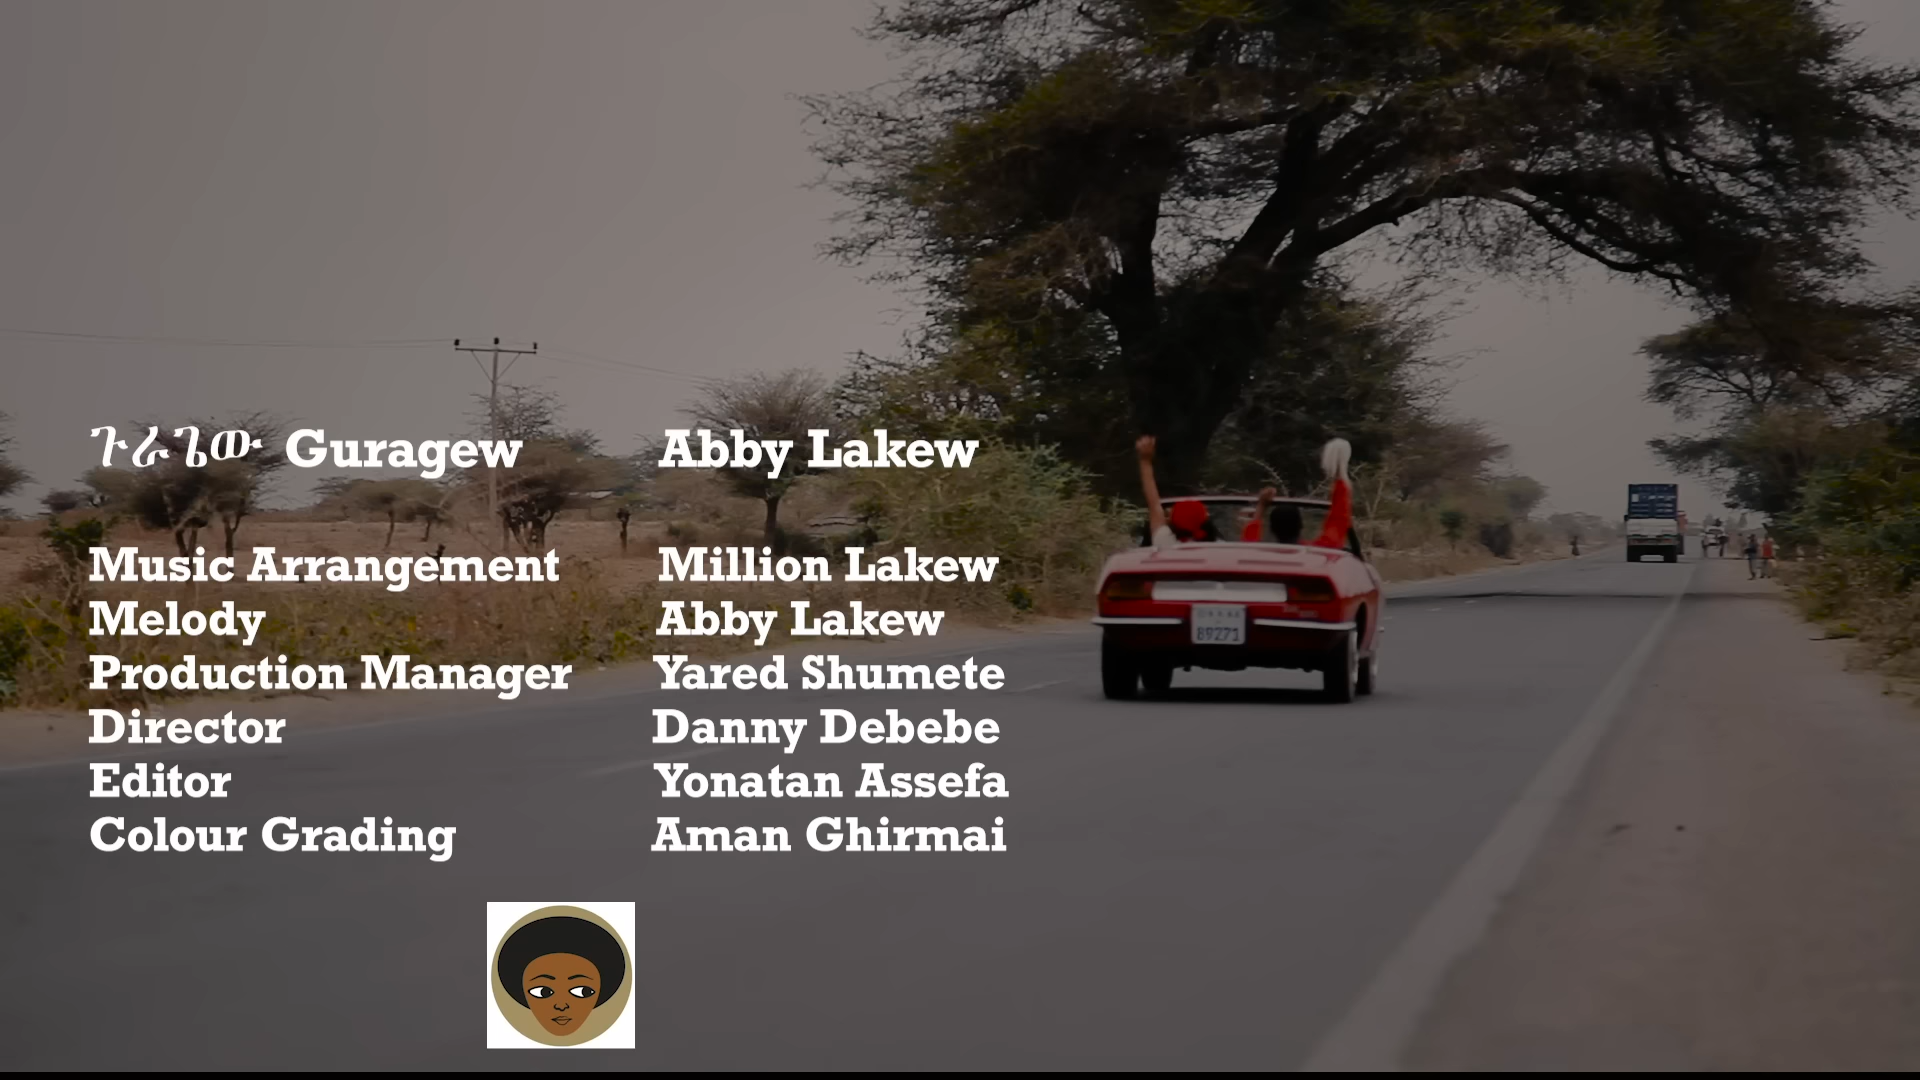 ጉራጌው Guragew Abby Lakew
Music Arrangement Million Lakew
Melody Abby Lakew
Production Manager Yared Shumete
Director Danny Debebe
Editor Yonatan Assefa
Colour Grading Aman Ghirmai
89271